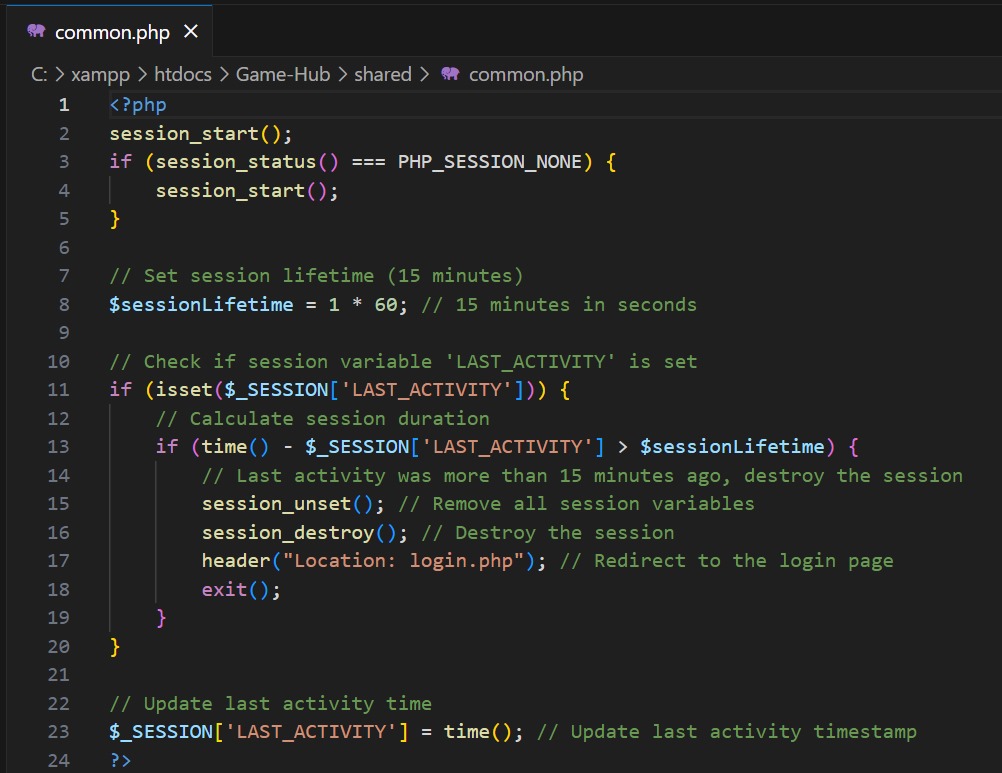 common.php ×
C: > xampp > htdocs > Game-Hub > shared > common.php
1 <?php
2 session_start();
3 if (session_status() === PHP_SESSION_NONE) {
4     session_start();
5 }
6
7 // Set session lifetime (15 minutes)
8 $sessionLifetime = 1 * 60; // 15 minutes in seconds
9
10 // Check if session variable 'LAST_ACTIVITY' is set
11 if (isset($_SESSION['LAST_ACTIVITY'])) {
12     // Calculate session duration
13     if (time() - $_SESSION['LAST_ACTIVITY'] > $sessionLifetime) {
14         // Last activity was more than 15 minutes ago, destroy the session
15         session_unset(); // Remove all session variables
16         session_destroy(); // Destroy the session
17         header("Location: login.php"); // Redirect to the login page
18         exit();
19     }
20 }
21
22 // Update last activity time
23 $_SESSION['LAST_ACTIVITY'] = time(); // Update last activity timestamp
24 ?>